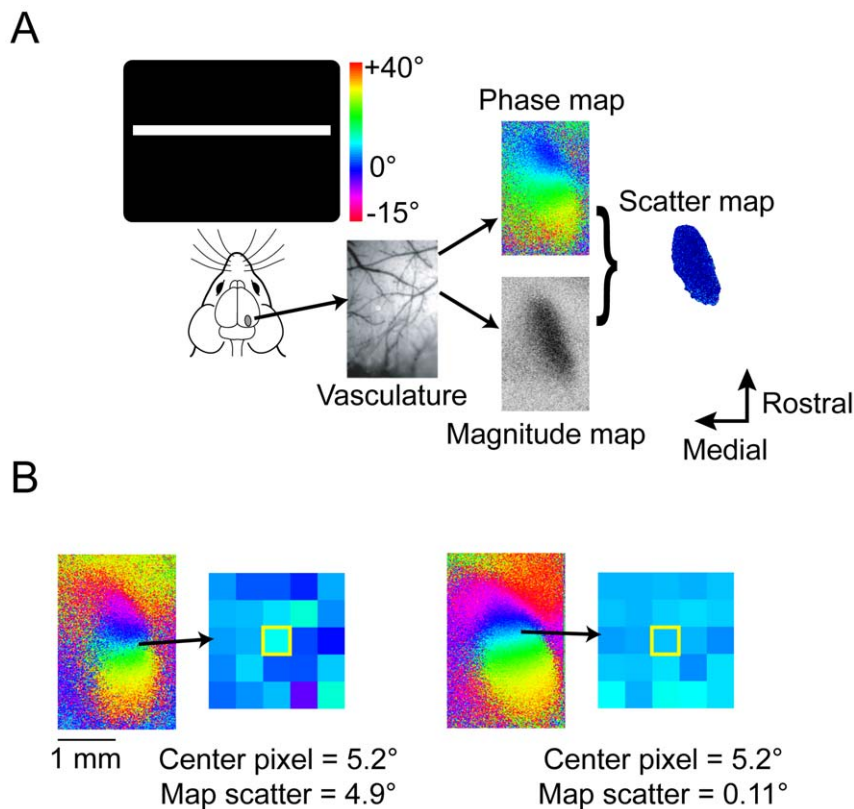 A
+40°
0°
-15°
Phase map
Scatter map
Vasculature
Magnitude map
Rostral
Medial
B
1 mm
Center pixel = 5.2°
Map scatter = 4.9°
Center pixel = 5.2°
Map scatter = 0.11°